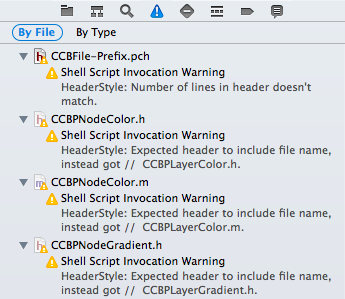 By File By Type
CCBFile-Prefix.pch
Shell Script Invocation Warning
HeaderStyle: Number of lines in header doesn't
match.
CCBPNodeColor.h
Shell Script Invocation Warning
HeaderStyle: Expected header to include file name,
instead got // CCBPLayerColor.h.
CCBPNodeColor.m
Shell Script Invocation Warning
HeaderStyle: Expected header to include file name,
instead got // CCBPLayerColor.m.
CCBPNodeGradient.h
Shell Script Invocation Warning
HeaderStyle: Expected header to include file name,
instead got // CCBPLayerGradient.h.